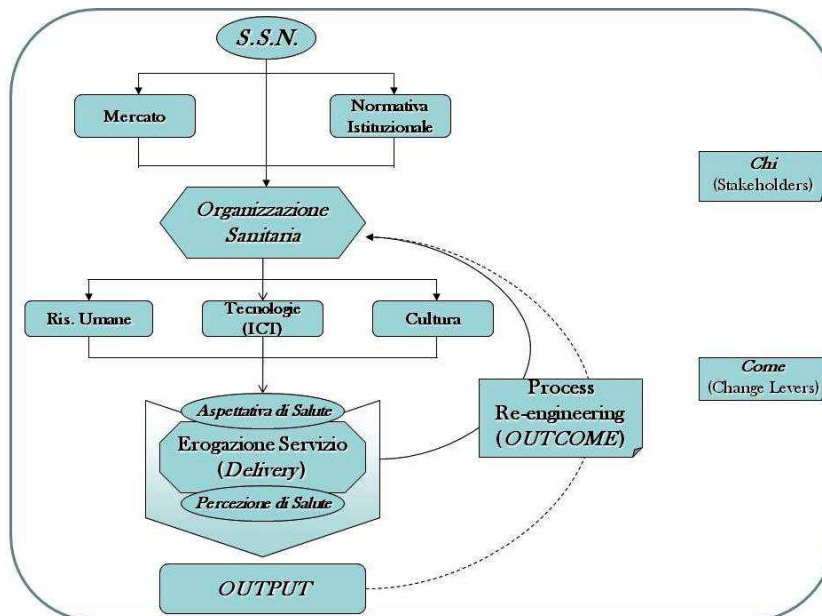 S.S.N.
Mercato
Normativa
Istituzionale
Chi
(Stakeholders)
Organizzazione
Sanitaria
Ris. Umane
Tecnologie
(ICT)
Cultura
Come
(Change Levers)
Process
Re-engineering
(OUTCOME)
Aspettativa di Salute
Erogazione Servizio
(Delivery)
Percezione di Salute
OUTPUT